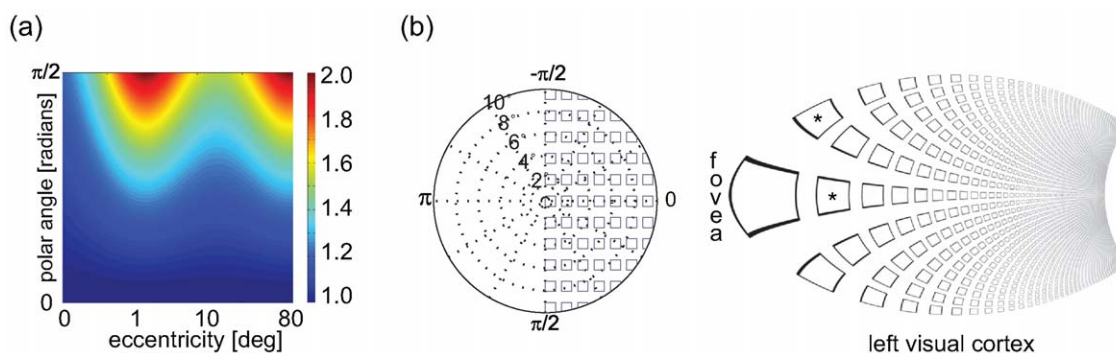 (a)
(b)
π/2
polar angle [radians]
0
0
1
10
80
eccentricity [deg]
2.0
1.8
1.6
1.4
1.2
1.0
-π/2
10°
8°
6°
4°
2°
π
0
π/2
fovea
*
*
left visual cortex